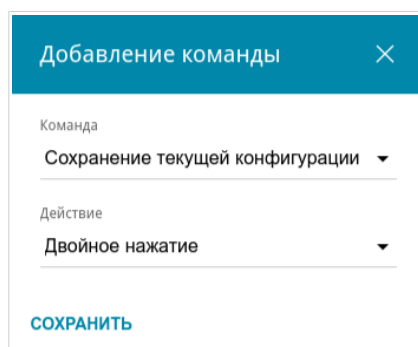 Добавление команды
Команда
Сохранение текущей конфигурации
Действие
Двойное нажатие
СОХРАНИТЬ